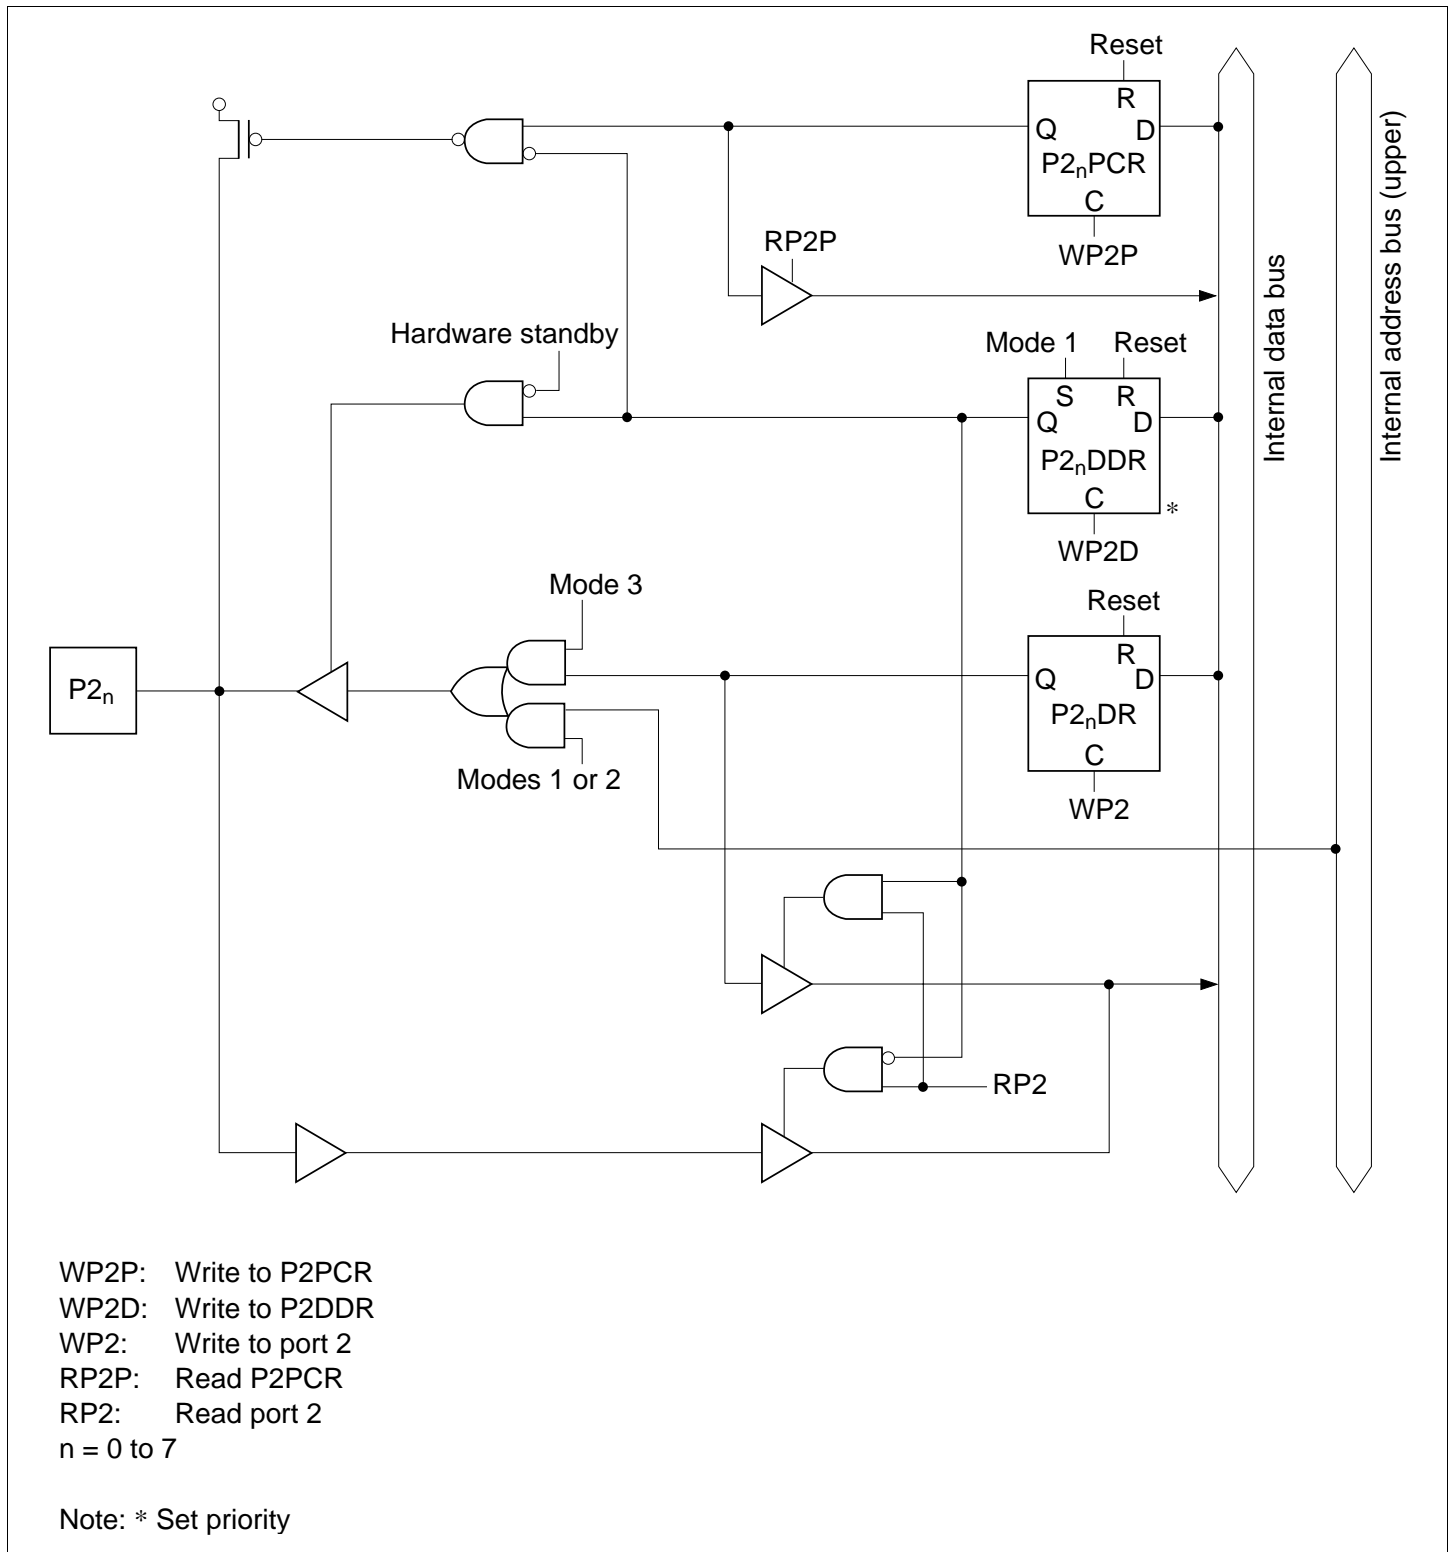 Reset
R
Q D
P2nPCR
C
WP2P
RP2P
Internal data bus
Internal address bus (upper)
Hardware standby
Mode 1 Reset
S R
Q D
P2nDDR
C
*
WP2D
Mode 3
Reset
R
Q D
P2nDR
C
WP2
P2n
Modes 1 or 2
RP2
WP2P: Write to P2PCR
WP2D: Write to P2DDR
WP2: Write to port 2
RP2P: Read P2PCR
RP2: Read port 2
n = 0 to 7
Note: * Set priority